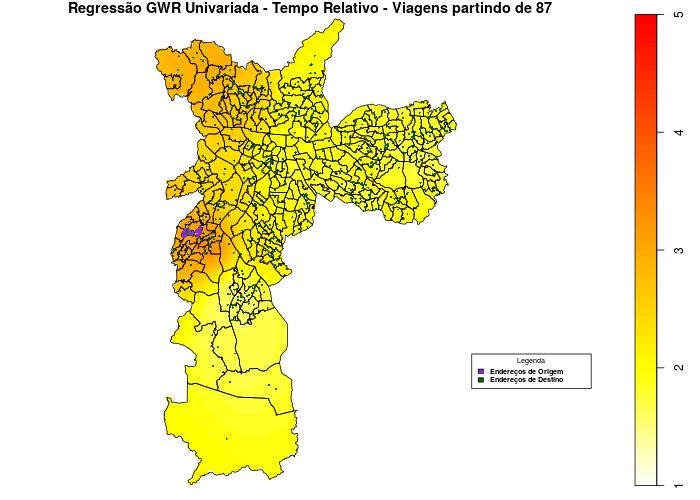 Regressão GWR Univariada - Tempo Relativo - Viagens partindo de 87
5
4
3
2
1
Legenda
Endereços de Origem
Endereços de Destino